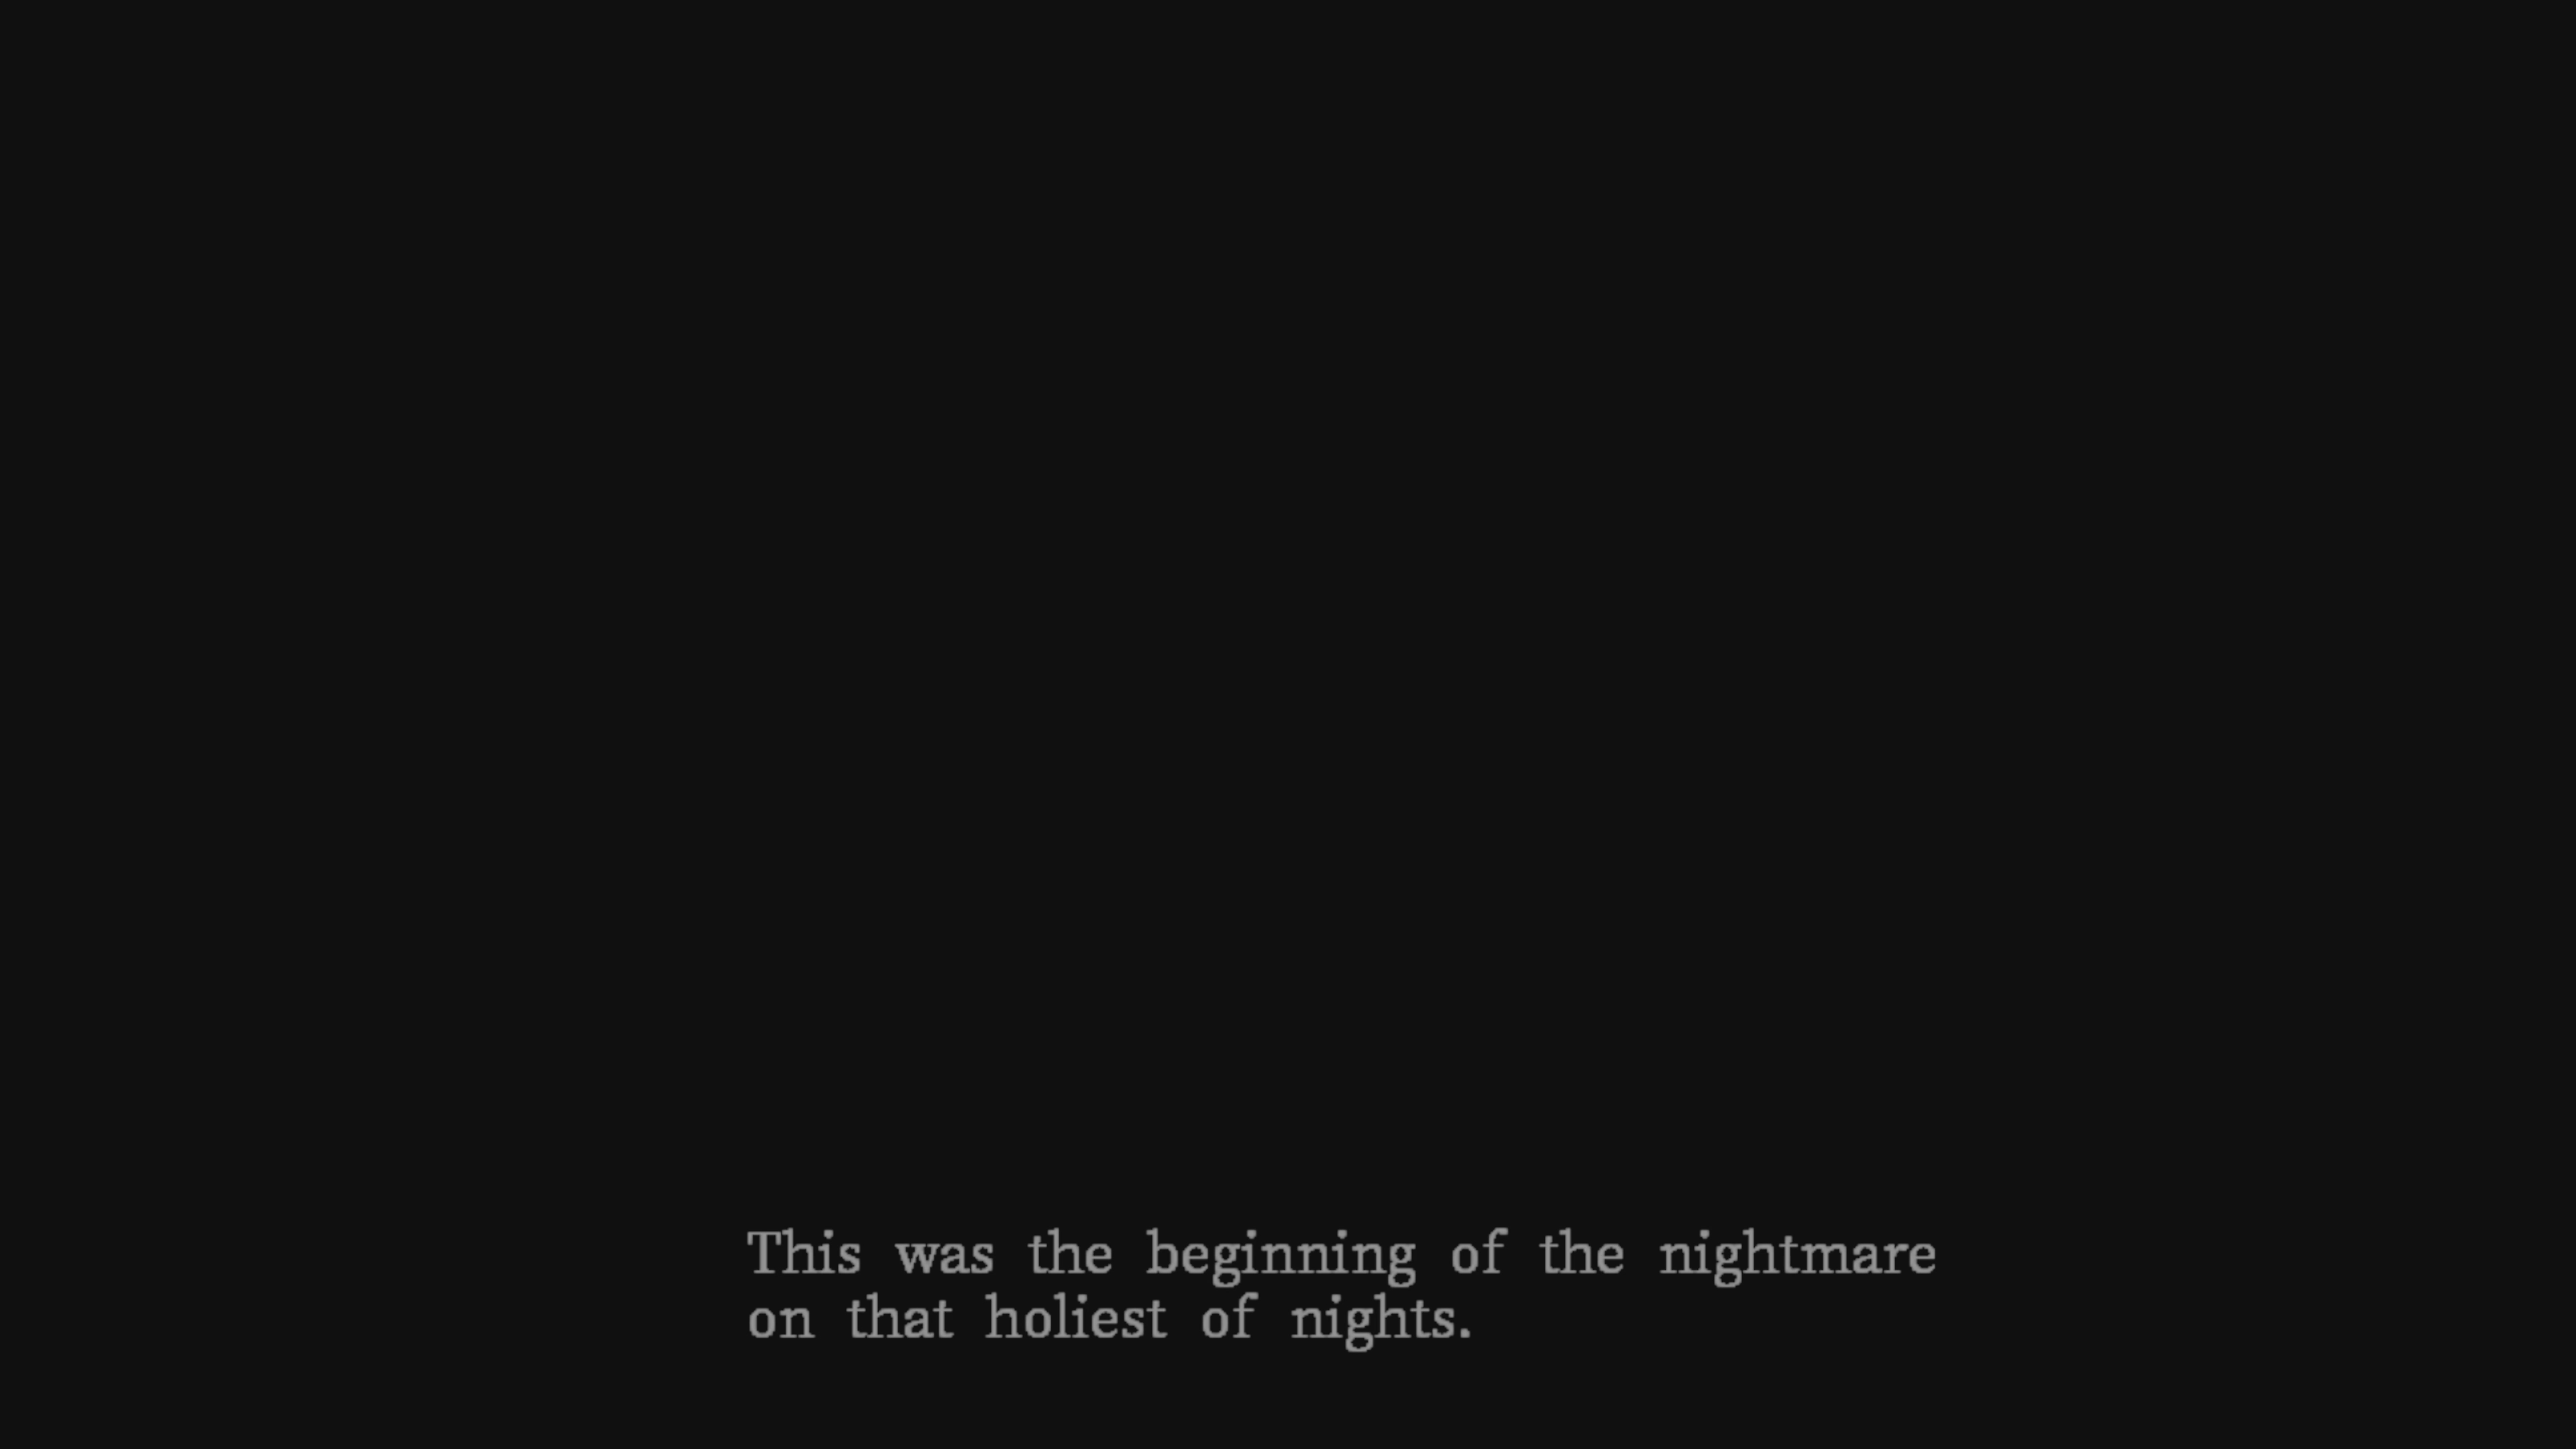 This was the beginning of the nightmare
on that holiest of nights.